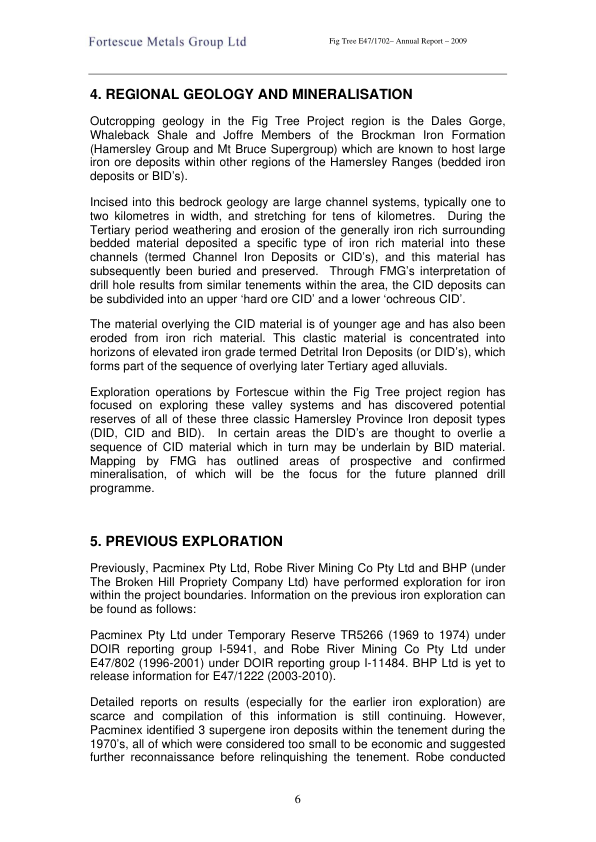 Fortescue Metals Group Ltd
Fig Tree E47/1702– Annual Report – 2009
4. REGIONAL GEOLOGY AND MINERALISATION
Outcropping geology in the Fig Tree Project region is the Dales Gorge,
Whaleback Shale and Joffre Members of the Brockman Iron Formation
(Hamersley Group and Mt Bruce Supergroup) which are known to host large
iron ore deposits within other regions of the Hamersley Ranges (bedded iron
deposits or BID's).
Incised into this bedrock geology are large channel systems, typically one to
two kilometres in width, and stretching for tens of kilometres. During the
Tertiary period weathering and erosion of the generally iron rich surrounding
bedded material deposited a specific type of iron rich material into these
channels (termed Channel Iron Deposits or CID's), and this material has
subsequently been buried and preserved. Through FMG's interpretation of
drill hole results from similar tenements within the area, the CID deposits can
be subdivided into an upper 'hard ore CID' and a lower 'ochreous CID'.
The material overlying the CID material is of younger age and has also been
eroded from iron rich material. This clastic material is concentrated into
horizons of elevated iron grade termed Detrital Iron Deposits (or DID's), which
forms part of the sequence of overlying later Tertiary aged alluvials.
Exploration operations by Fortescue within the Fig Tree project region has
focused on exploring these valley systems and has discovered potential
reserves of all of these three classic Hamersley Province Iron deposit types
(DID, CID and BID). In certain areas the DID's are thought to overlie a
sequence of CID material which in turn may be underlain by BID material.
Mapping by FMG has outlined areas of prospective and confirmed
mineralisation, of which will be the focus for the future planned drill
programme.
5. PREVIOUS EXPLORATION
Previously, Pacminex Pty Ltd, Robe River Mining Co Pty Ltd and BHP (under
The Broken Hill Propriety Company Ltd) have performed exploration for iron
within the project boundaries. Information on the previous iron exploration can
be found as follows:
Pacminex Pty Ltd under Temporary Reserve TR5266 (1969 to 1974) under
DOIR reporting group I-5941, and Robe River Mining Co Pty Ltd under
E47/802 (1996-2001) under DOIR reporting group I-11484. BHP Ltd is yet to
release information for E47/1222 (2003-2010).
Detailed reports on results (especially for the earlier iron exploration) are
scarce and compilation of this information is still continuing. However,
Pacminex identified 3 supergene iron deposits within the tenement during the
1970's, all of which were considered too small to be economic and suggested
further reconnaissance before relinquishing the tenement. Robe conducted
6